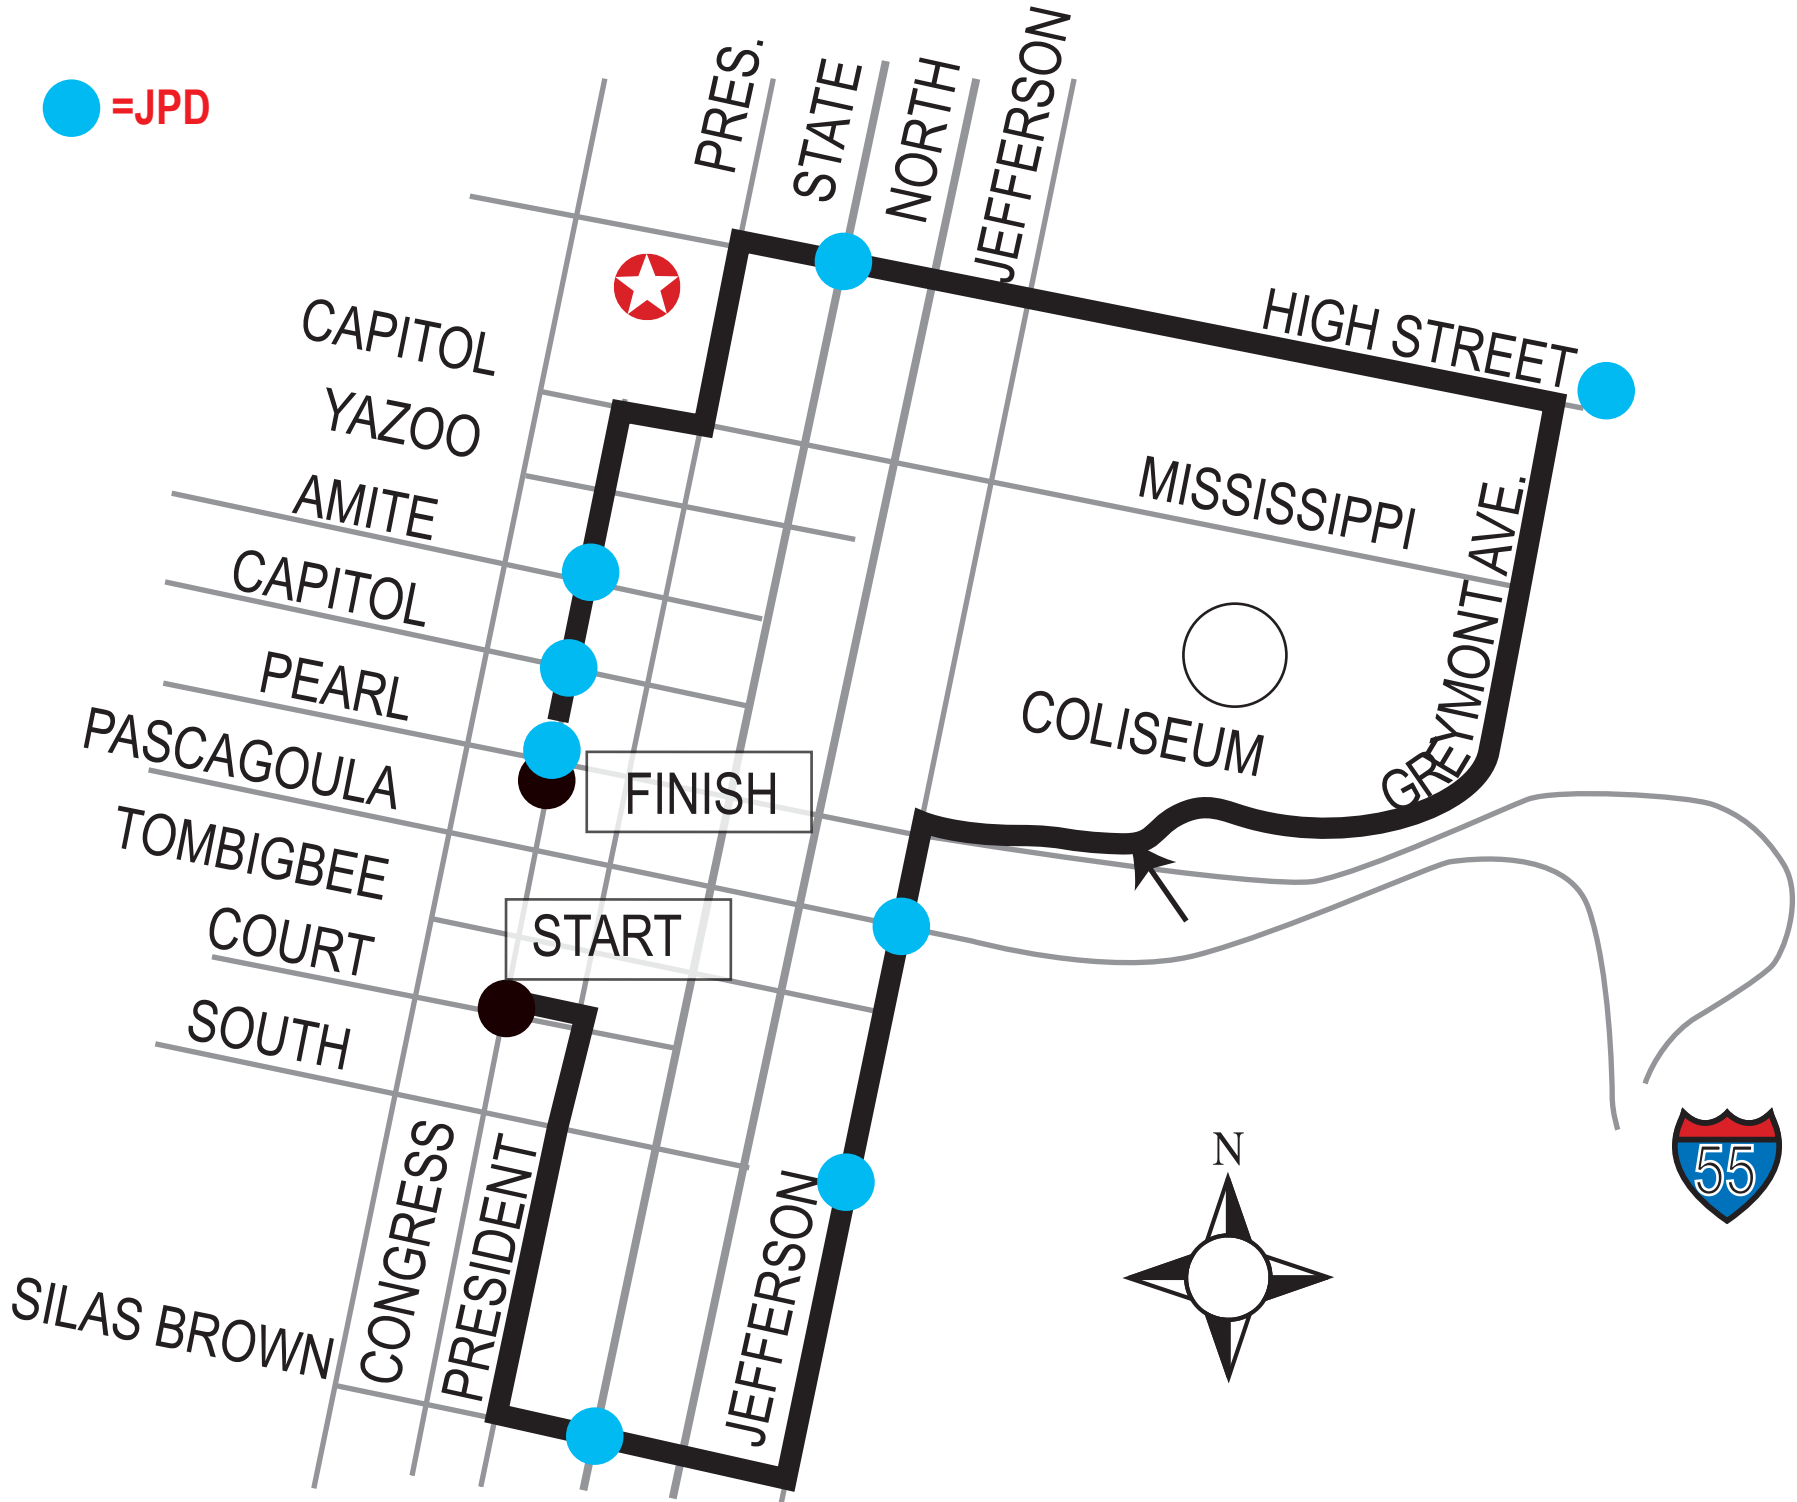 =JPD
PRES.
STATE
NORTH
JEFFERSON
HIGH STREET
CAPITOL
YAZOO
AMITE
CAPITOL
PEARL
PASCAGOULA
TOMBIGBEE
COURT
SOUTH
MISSISSIPPI
GREYMONT AVE.
COLISEUM
FINISH
START
N
55
CONGRESS
PRESIDENT
JEFFERSON
SILAS BROWN